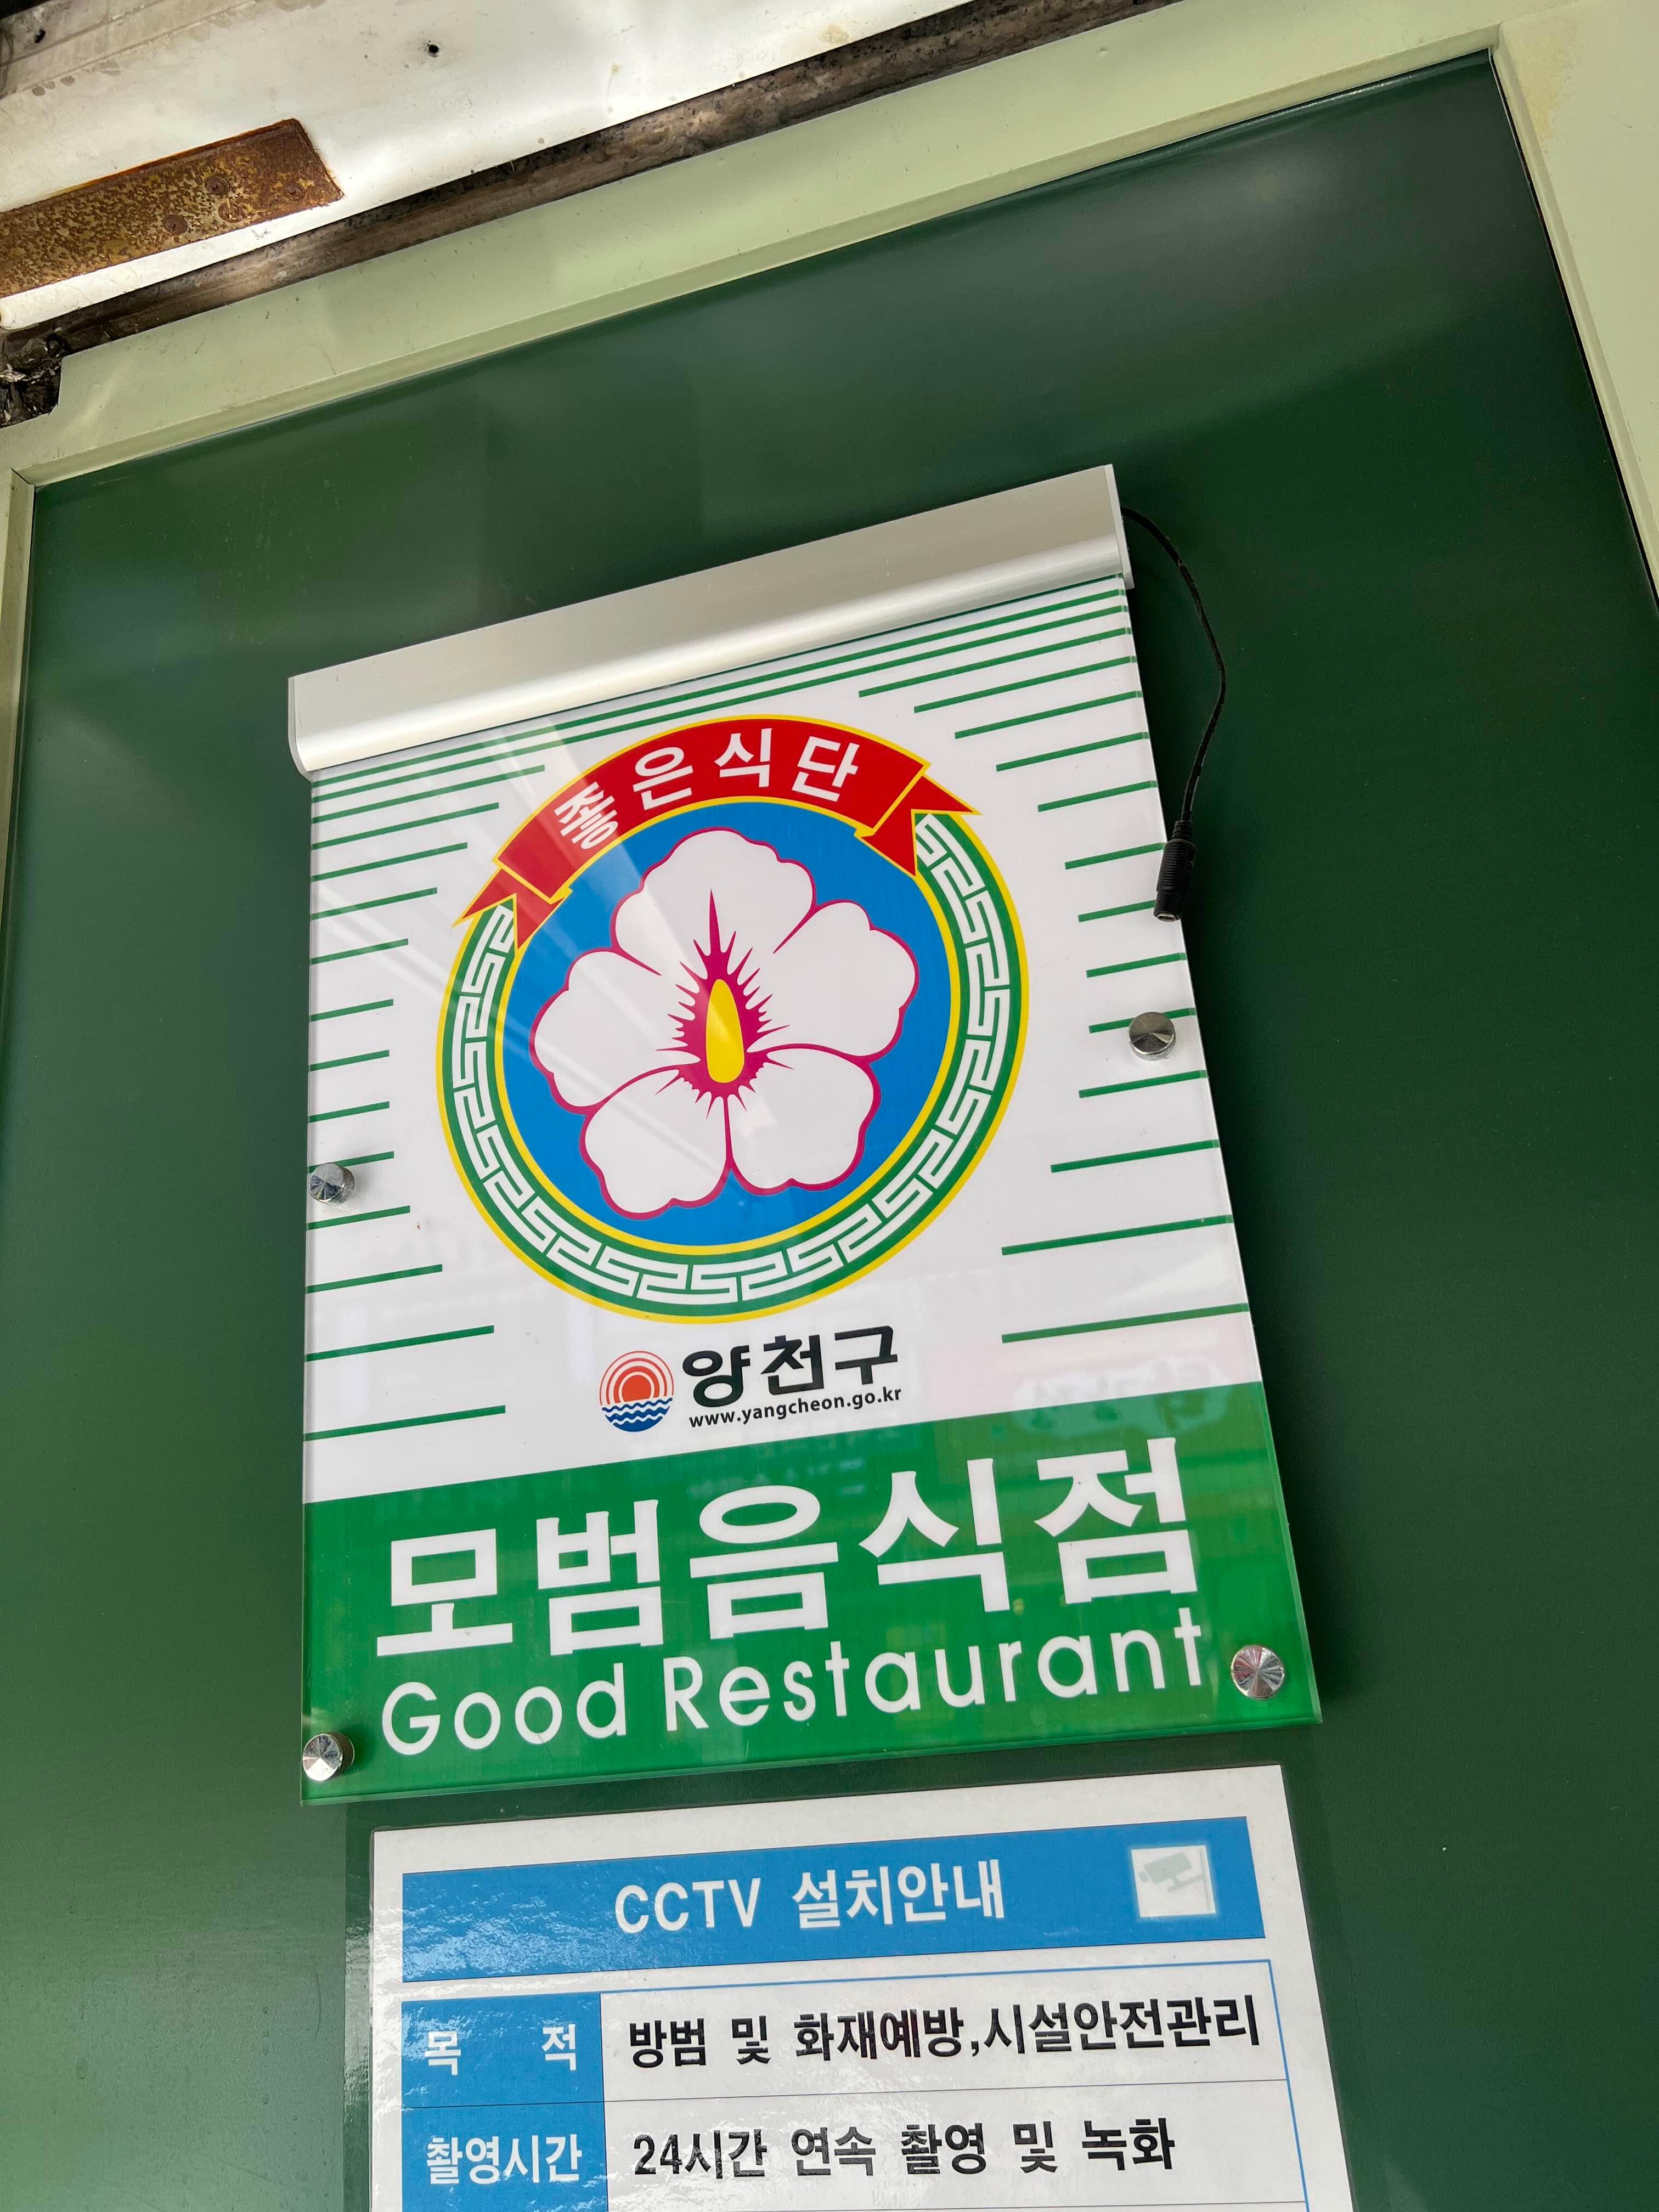 좋은식단
양천구
www.yangcheon.go.kr
모범음식점
Good Restaurant
CCTV 설치안내
목 적
방범 및 화재예방,시설안전관리
촬영시간
24시간 연속 촬영 및 녹화